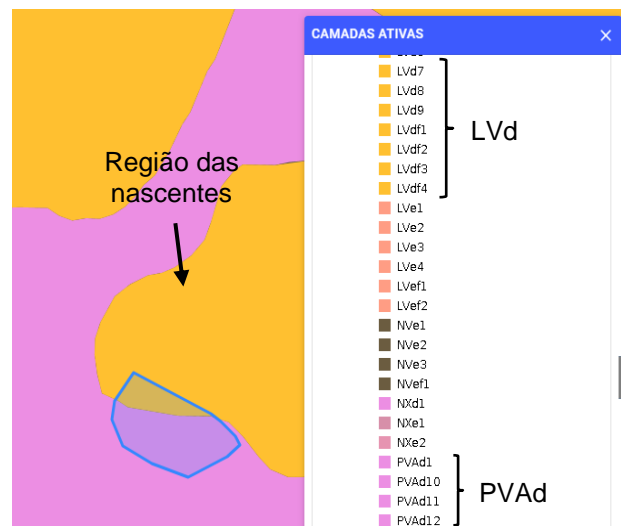 CAMADAS ATIVAS
LVd7
LVd8
LVd9
LVdf1
LVdf2
LVdf3
LVdf4
LVd
LVe1
LVe2
LVe3
LVe4
LVef1
LVef2
NVe1
NVe2
NVe3
NVef1
NXd1
NXe1
NXe2
PVAd1
PVAd10
PVAd11
PVAd12
PVAd
Região das
nascentes